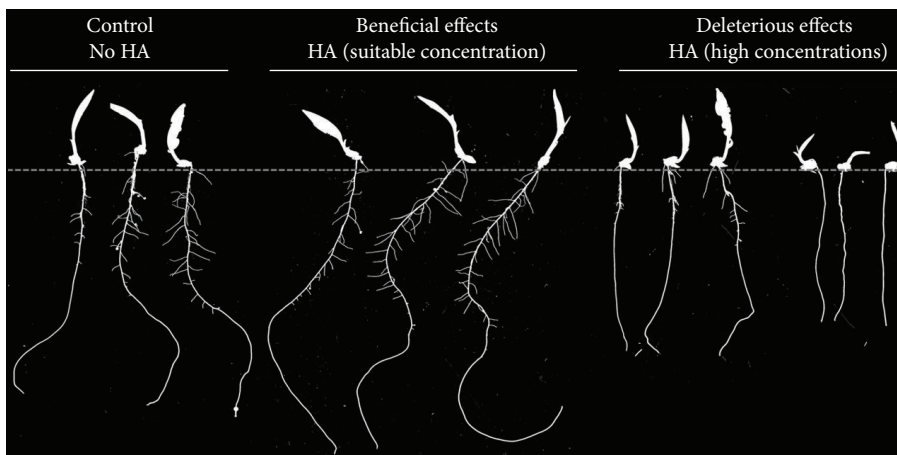 Control
No HA
Beneficial effects
HA (suitable concentration)
Deleterious effects
HA (high concentrations)